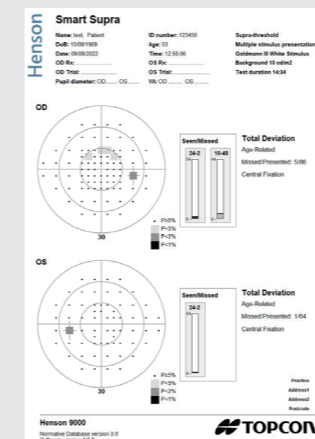 Henson
Smart Supra
Name: test, Patient
DoB: 15/08/1969
Date: 08/08/2022
OD Rx:
OD Trial:
Pupil diameter: OD....... OS.......
ID number: 123456
Age: 53
Time: 12:55:06
OS Rx:
OS Trial:
VA: OD ....... OS .......
Supra-threshold
Multiple stimulus presentation
Goldmann III White Stimulus
Background 10 cd/m2
Test duration 14:34
OD
30
Seen/Missed
24-2
10-48
P≥5%
P<5%
P<2%
P<1%
Total Deviation
Age-Related
Missed/Presented: 5/86
Central Fixation
OS
30
Seen/Missed
24-2
P≥5%
P<5%
P<2%
P<1%
Total Deviation
Age-Related
Missed/Presented: 1/64
Central Fixation
Practice
Address1
Address2
Postcode
Henson 9000
Normative Database version 3.0
TOPCON